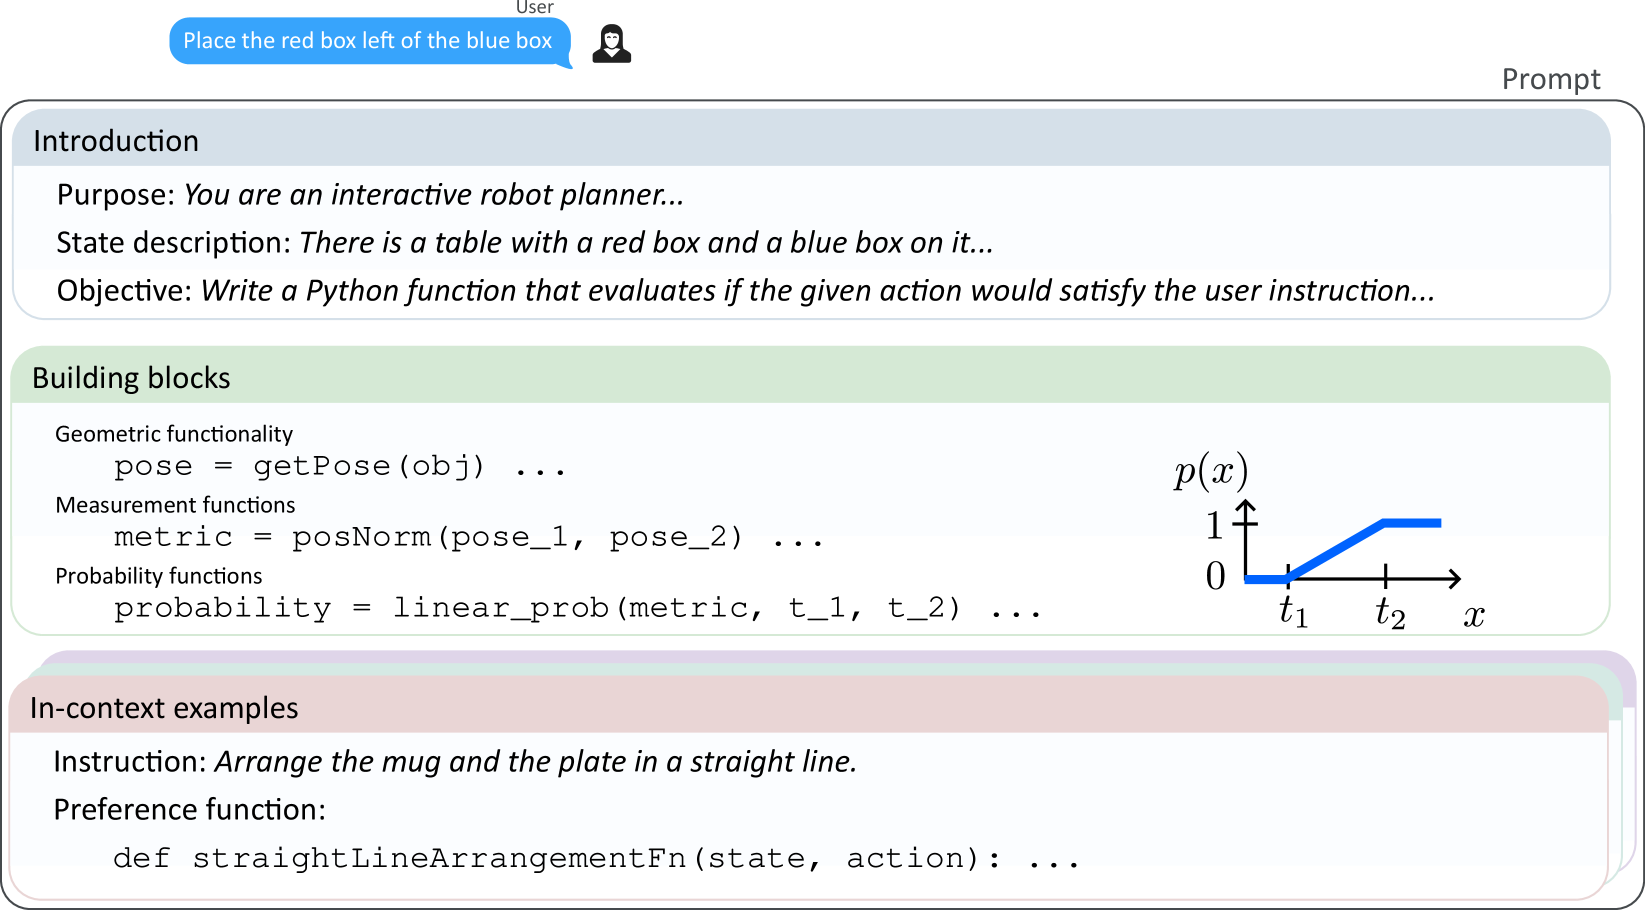 User
Place the red box left of the blue box
Prompt
Introduction
Purpose: You are an interactive robot planner...
State description: There is a table with a red box and a blue box on it...
Objective: Write a Python function that evaluates if the given action would satisfy the user instruction...
Building blocks
Geometric functionality
pose = getPose(obj) ...
Measurement functions
metric = posNorm(pose_1, pose_2) ...
Probability functions
probability = linear_prob(metric, t_1, t_2) ...
p(x)
1
0
t₁ t₂ x
In-context examples
Instruction: Arrange the mug and the plate in a straight line.
Preference function:
def straightLineArrangementFn(state, action): ...